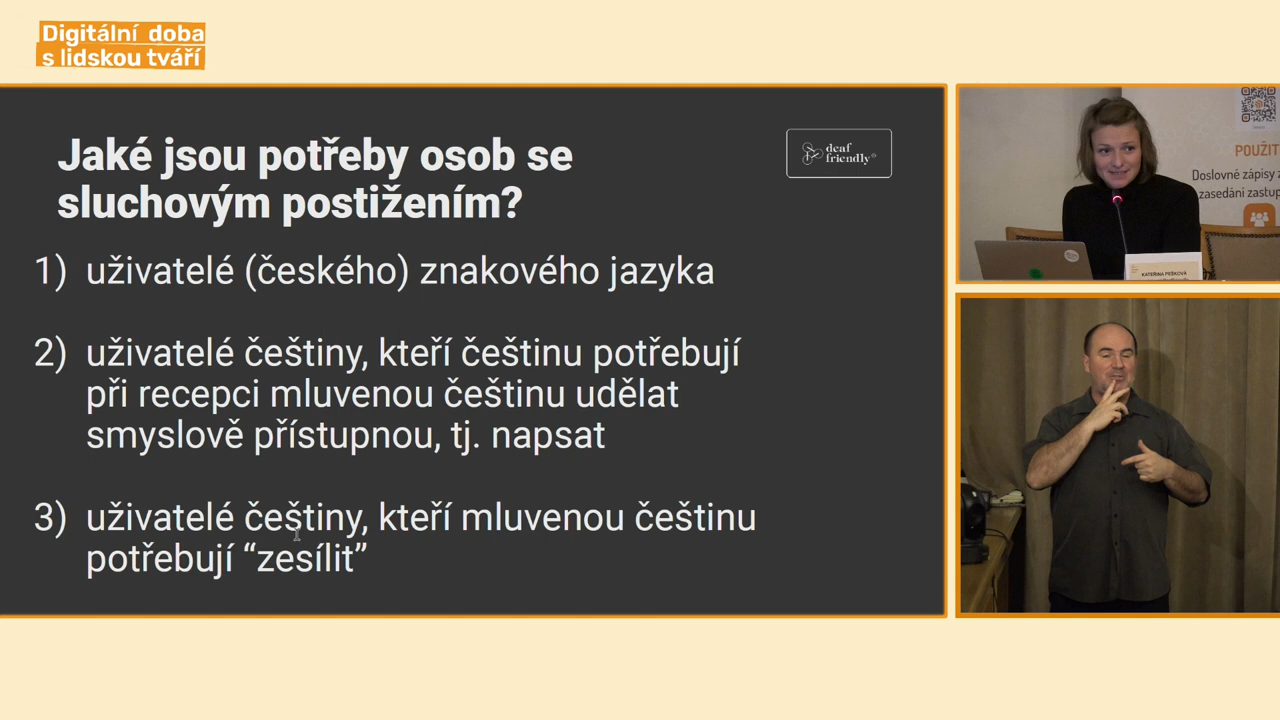 Digitální doba
s lidskou tváří
Jaké jsou potřeby osob se
sluchovým postižením?
deaf
friendly
1) uživatelé (českého) znakového jazyka
2) uživatelé češtiny, kteří češtinu potřebují
při recepci mluvenou češtinu udělat
smyslově přístupnou, tj. napsat
3) uživatelé češtiny, kteří mluvenou češtinu
potřebují “zesílit”
POUŽIT
Doslovné zápisy z
zasedání zastup
KATEŘINA PEŠKOVÁ